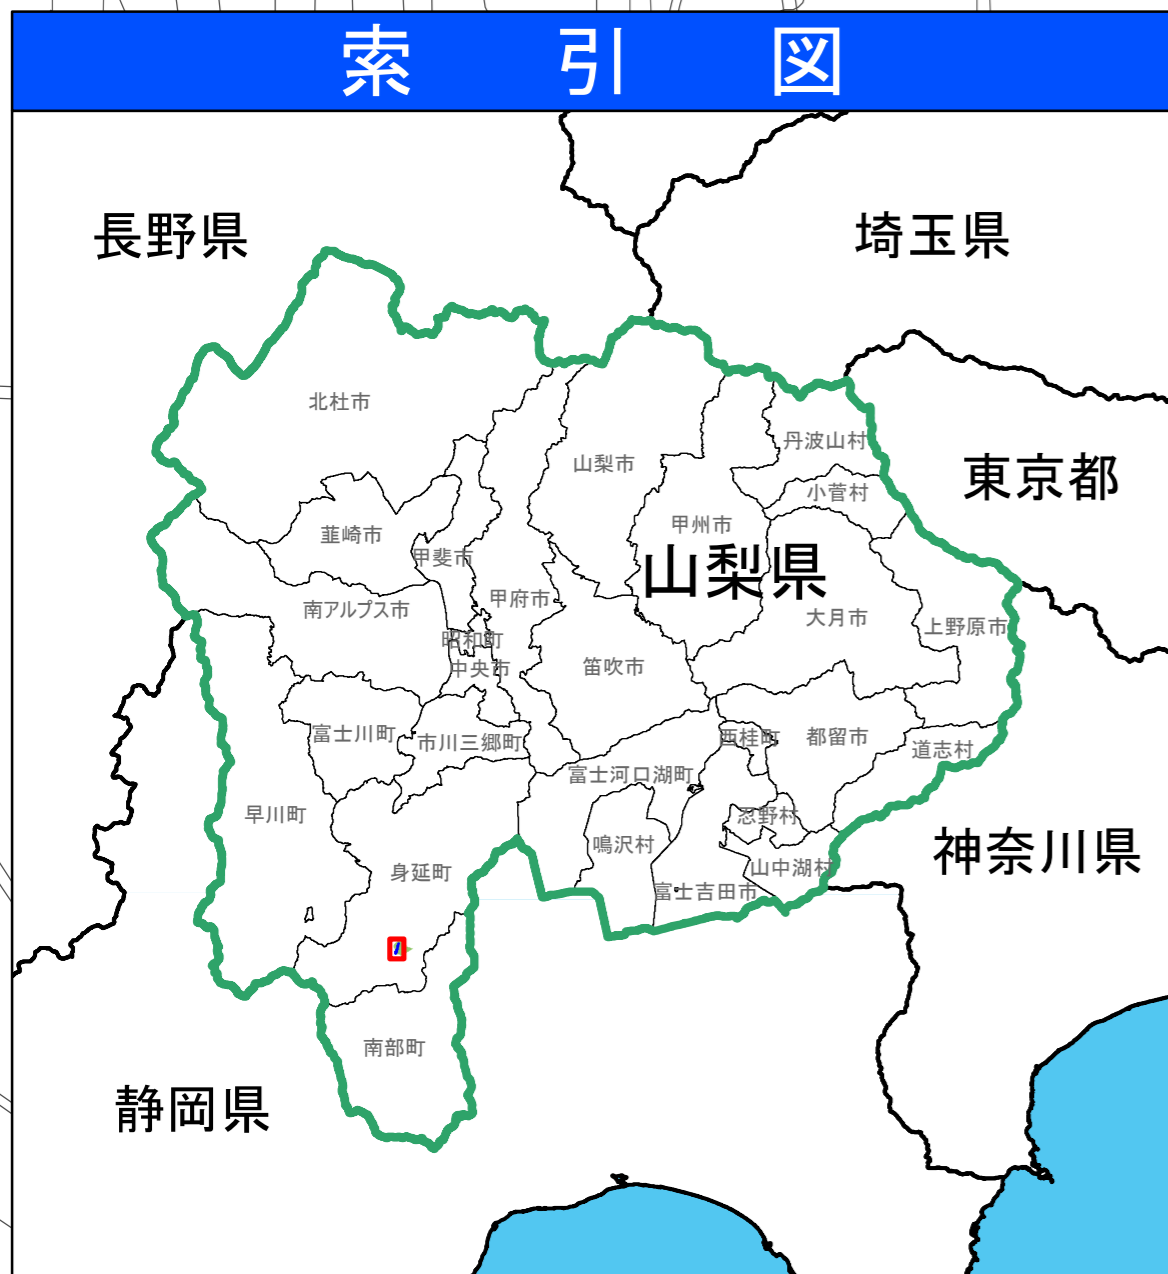 索引図
長野県
埼玉県
北杜市
丹波山村
山梨市
東京都
小菅村
甲州市
韮崎市
甲斐市
山梨県
甲府市
南アルプス市
大月市
上野原市
昭和町
中央市
笛吹市
富士川町
市川三郷町
西桂町
都留市
道志村
富士河口湖町
早川町
忍野村
鳴沢村
神奈川県
身延町
山中湖村
富士吉田市
南部町
静岡県